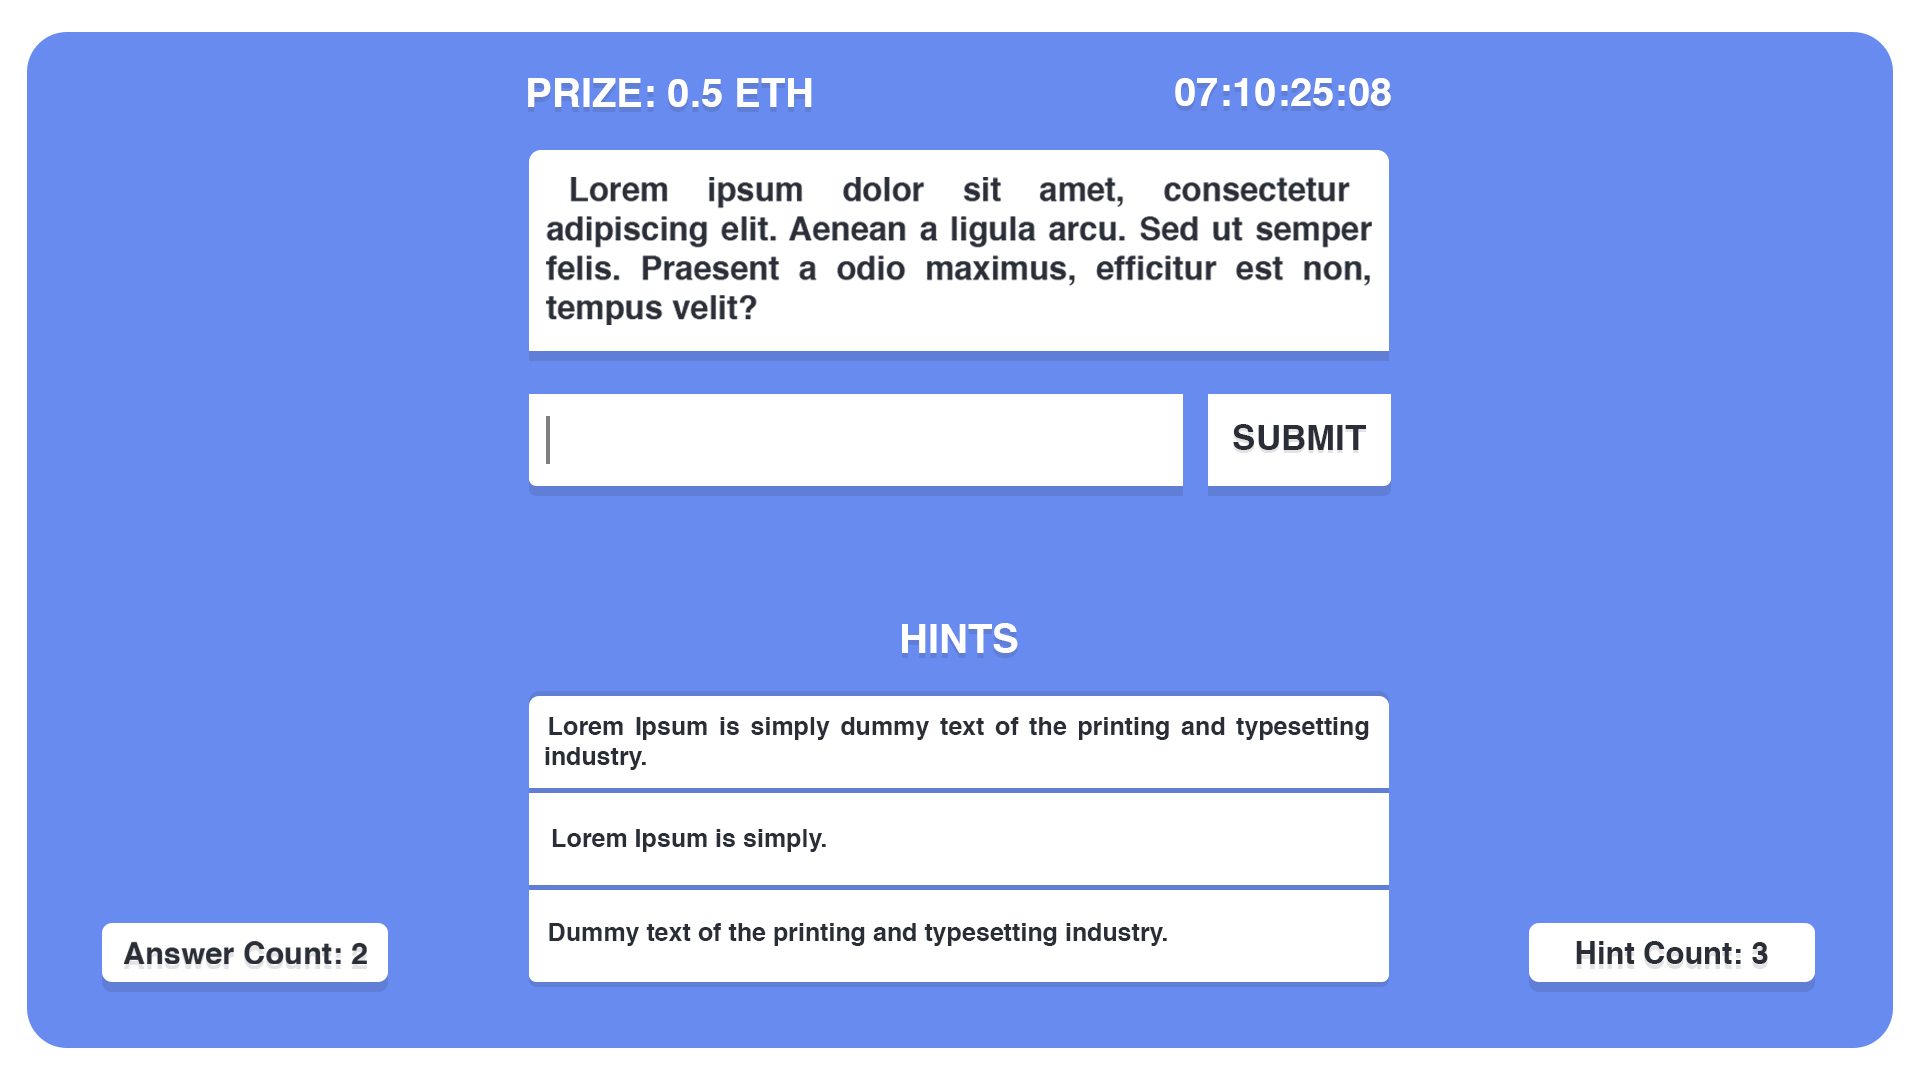 PRIZE: 0.5 ETH
07:10:25:08
Lorem ipsum dolor sit amet, consectetur
adipiscing elit. Aenean a ligula arcu. Sed ut semper
felis. Praesent a odio maximus, efficitur est non,
tempus velit?
SUBMIT
HINTS
Lorem Ipsum is simply dummy text of the printing and typesetting
industry.
Lorem Ipsum is simply.
Dummy text of the printing and typesetting industry.
Answer Count: 2
Hint Count: 3